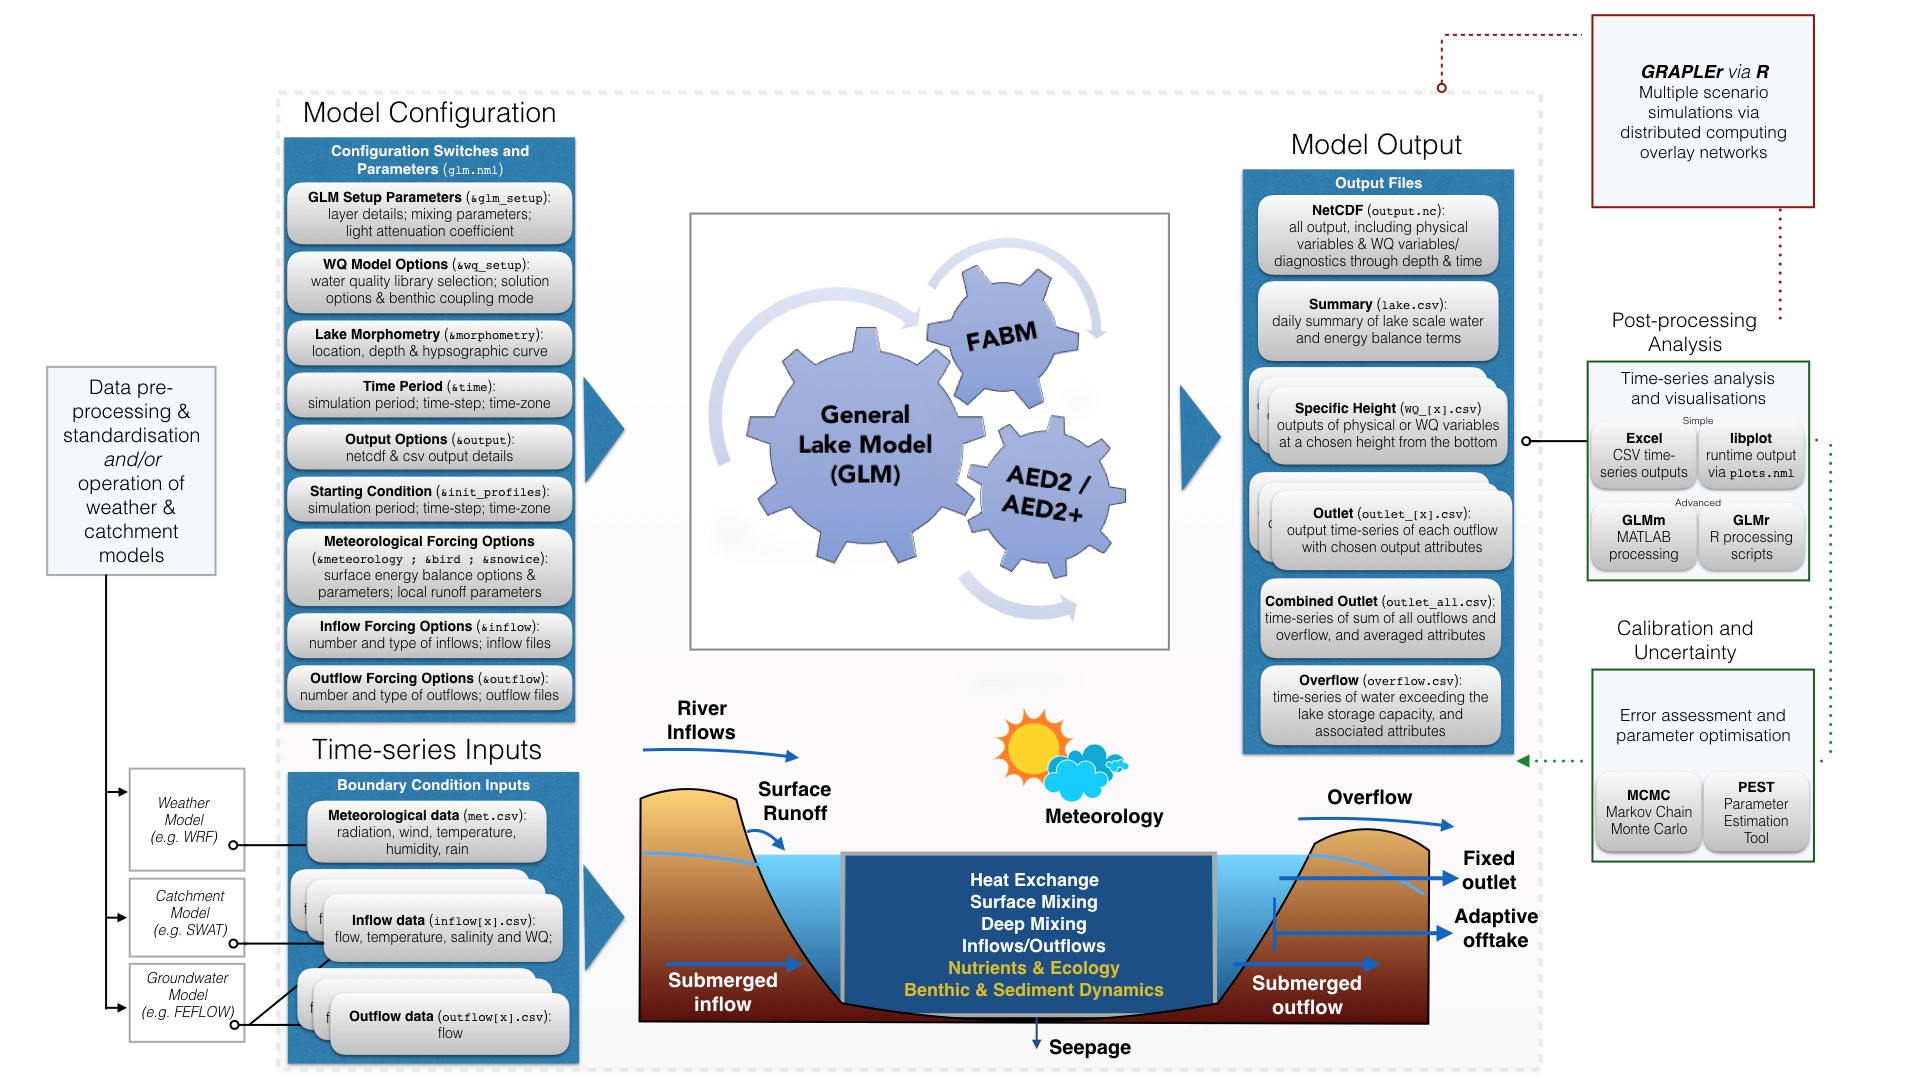 Data pre-
processing &
standardisation
and/or
operation of
weather &
catchment
models
Weather
Model
(e.g. WRF)
Catchment
Model
(e.g. SWAT)
Groundwater
Model
(e.g. FEFLOW)
Model Configuration
Configuration Switches and
Parameters (glm.nml)
GLM Setup Parameters (&glm_setup):
layer details; mixing parameters;
light attenuation coefficient
WQ Model Options (&wq_setup):
water quality library selection; solution
options & benthic coupling mode
Lake Morphometry (&morphometry):
location, depth & hypsographic curve
Time Period (&time):
simulation period; time-step; time-zone
Output Options (&output):
netcdf & csv output details
Starting Condition (&init_profiles):
simulation period; time-step; time-zone
Meteorological Forcing Options
(&meteorology ; &bird ; &snowice):
surface energy balance options &
parameters; local runoff parameters
Inflow Forcing Options (&inflow):
number and type of inflows; inflow files
Outflow Forcing Options (&outflow):
number and type of outflows; outflow files
Time-series Inputs
Boundary Condition Inputs
Meteorological data (met.csv):
radiation, wind, temperature,
humidity, rain
f
f
Inflow data (inflow[x].csv):
flow, temperature, salinity and WQ;
f
f
Outflow data (outflow[x].csv):
flow
General
Lake Model
(GLM)
FABM
AED2 /
AED2+
River
Inflows
Surface
Runoff
Meteorology
Overflow
Fixed
outlet
Adaptive
offtake
Heat Exchange
Surface Mixing
Deep Mixing
Inflows/Outflows
Nutrients & Ecology
Benthic & Sediment Dynamics
Submerged
inflow
Submerged
outflow
Seepage
Model Output
Output Files
NetCDF (output.nc):
all output, including physical
variables & WQ variables/
diagnostics through depth & time
Summary (lake.csv):
daily summary of lake scale water
and energy balance terms
Specific Height (WQ_[x].csv)
outputs of physical or WQ variables
at a chosen height from the bottom
Outlet (outlet_[x].csv):
output time-series of each outflow
with chosen output attributes
Combined Outlet (outlet_all.csv):
time-series of sum of all outflows and
overflow, and averaged attributes
Overflow (overflow.csv):
time-series of water exceeding the
lake storage capacity, and
associated attributes
GRAPLEr via R
Multiple scenario
simulations via
distributed computing
overlay networks
Post-processing
Analysis
Time-series analysis
and visualisations
Simple
Excel
CSV time-
series outputs
libplot
runtime output
via plots.nml
Advanced
GLMm
MATLAB
processing
GLMr
R processing
scripts
Calibration and
Uncertainty
Error assessment and
parameter optimisation
MCMC
Markov Chain
Monte Carlo
PEST
Parameter
Estimation
Tool